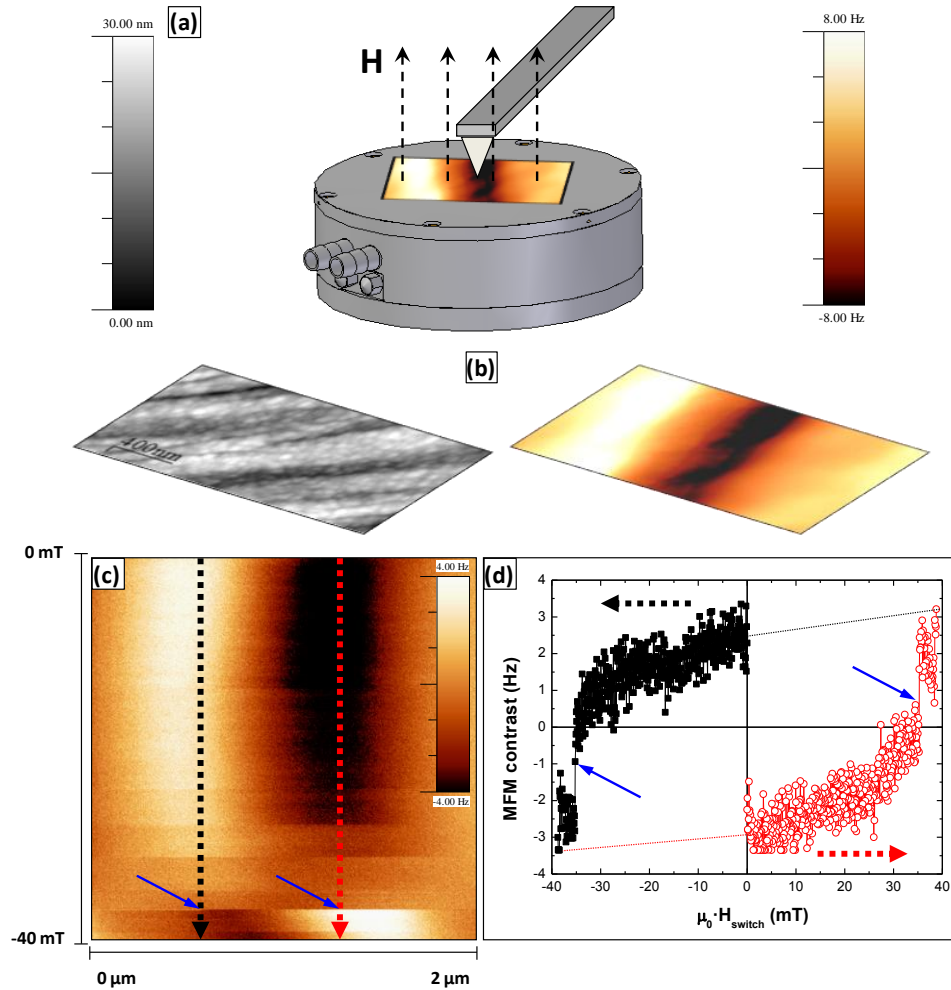 30.00 nm
(a)
H
8.00 Hz
0.00 nm
-8.00 Hz
(b)
400nm
0 mT
(c)
4.00 Hz
-4.00 Hz
-40 mT
0 µm
2 µm
(d)
4
3
2
1
0
-1
-2
-3
-4
MFM contrast (Hz)
-40 -30 -20 -10 0 10 20 30 40
µ0·Hswitch (mT)